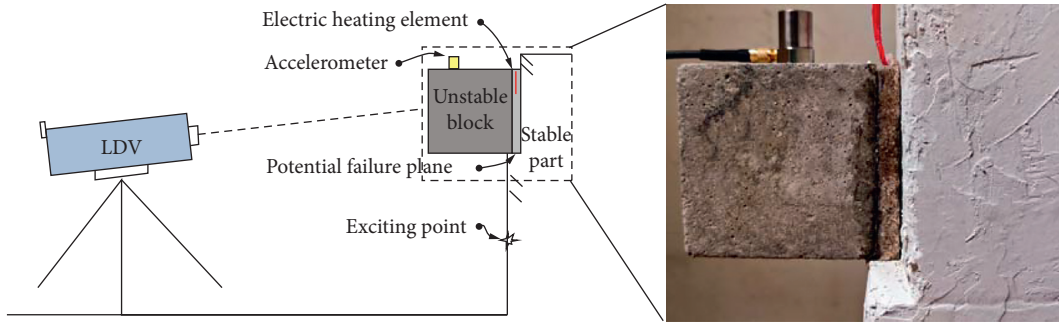 Electric heating element
Accelerometer
Unstable
block
LDV
Stable
part
Potential failure plane
Exciting point